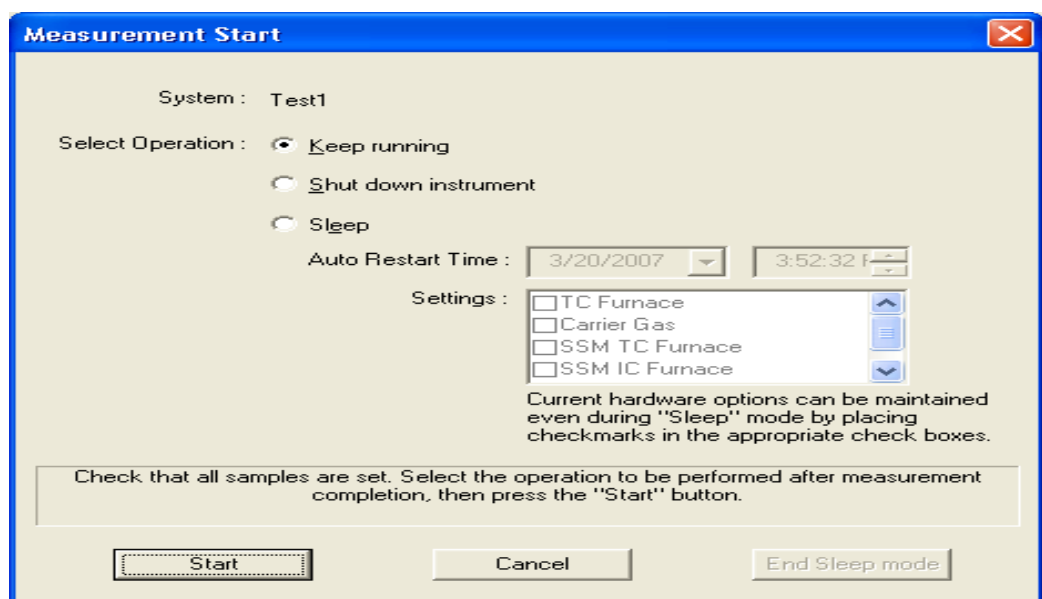 Measurement Start
System : Test1
Select Operation : Keep running
Shut down instrument
Sleep
Auto Restart Time : 3/20/2007 3:52:32
Settings : TC Furnace
Carrier Gas
SSM TC Furnace
SSM IC Furnace
Current hardware options can be maintained
even during "Sleep" mode by placing
checkmarks in the appropriate check boxes.
Check that all samples are set. Select the operation to be performed after measurement
completion, then press the "Start" button.
Start Cancel End Sleep mode